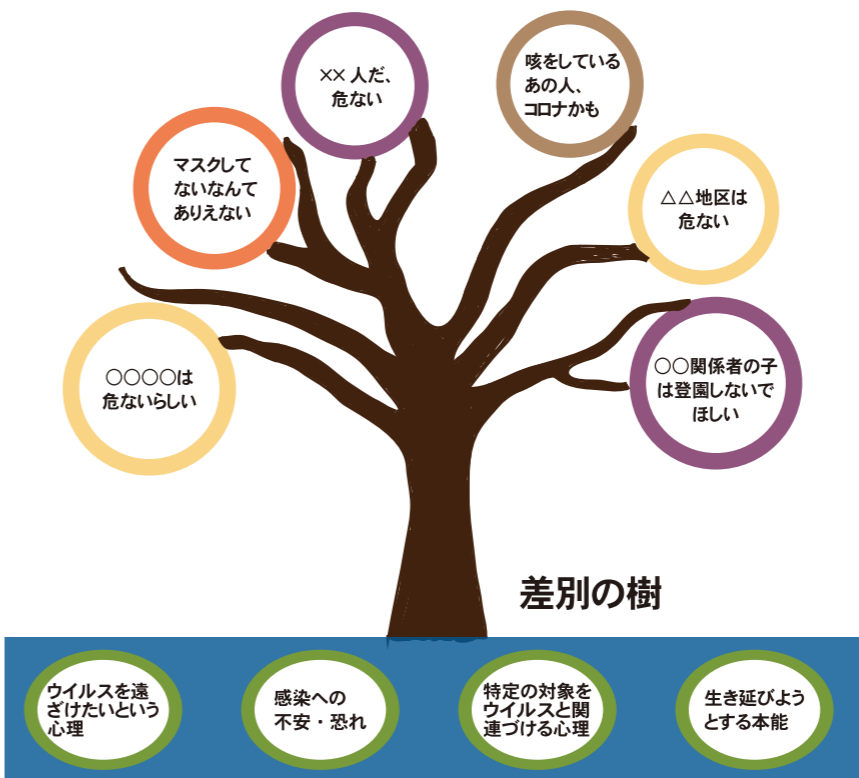 ××人だ、
危ない
咳をしている
あの人、
コロナかも
マスクして
ないなんて
ありえない
△△地区は
危ない
○○○○は
危ないらしい
○○関係者の子
は登園しないで
ほしい
差別の樹
ウイルスを遠
ざけたいという
心理
感染への
不安・恐れ
特定の対象を
ウイルスと関
連づける心理
生き延びよう
とする本能